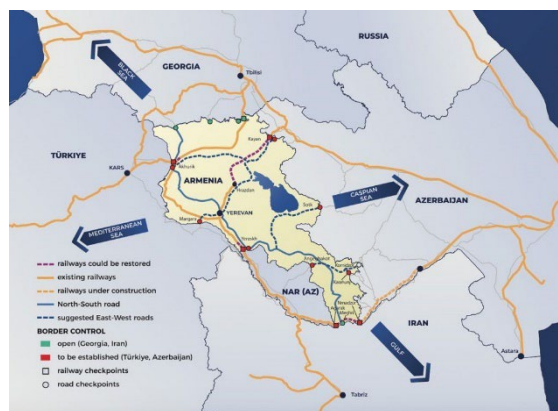 RUSSIA
BLACK
SEA
GEORGIA
Tbilisi
TÜRKIYE
KARS
Akhurik
ARMENIA
Hrazdan
YEREVAN
Margara
Yeraskh
CASPIAN
SEA
AZERBAIJAN
MEDITERRANEAN
SEA
NAR (AZ)
IRAN
GULF
Astara
Tabriz
railways could be restored
existing railways
railways under construction
North-South road
suggested East-West roads
BORDER CONTROL
open (Georgia, Iran)
to be established (Türkiye, Azerbaijan)
railway checkpoints
road checkpoints